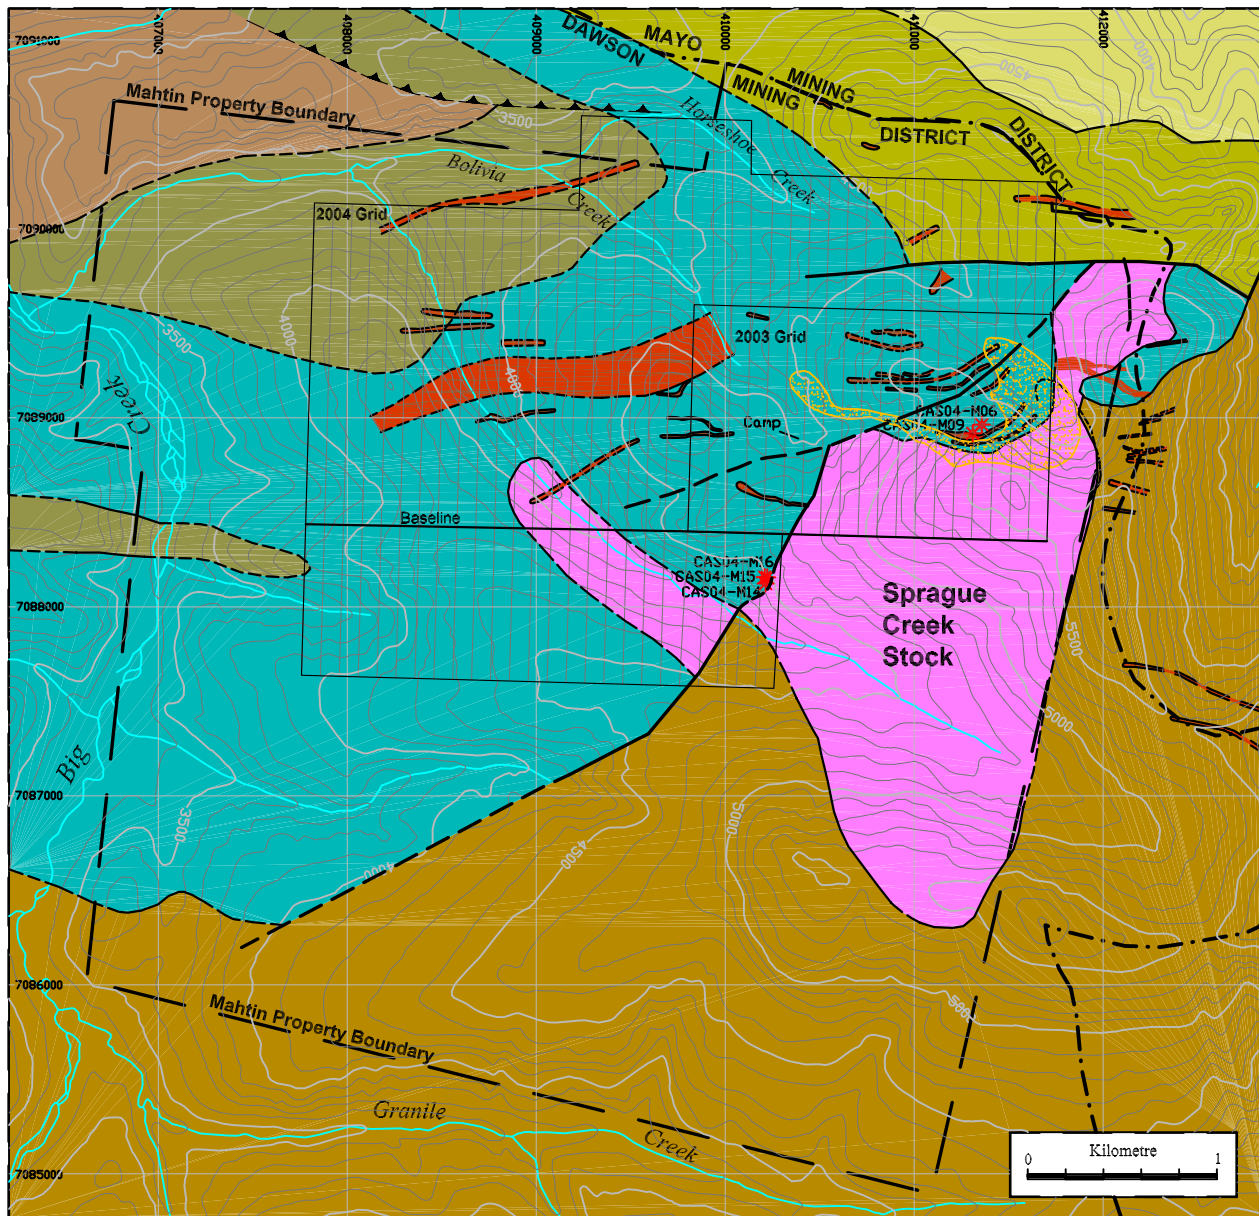 407000
408000
409000
410000
411000
412000
7091000
7090000
7089000
7088000
7087000
7086000
7085000
DAWSON
MAYO
MINING
MINING
DISTRICT
DISTRICT
4500
4000
Mahtin Property Boundary
3500
Horseshoe
Creek
Bolivia
Creek
2004 Grid
2003 Grid
3500
4000
4000
Creek
Camp
CAS04-M06
CAS04-M09
Baseline
CAS04-M16
CAS04-M15
CAS04-M14
Sprague
Creek
Stock
5500
5000
Big
3500
5000
4500
4000
Mahtin Property Boundary
Granile
Creek
Kilometre
0
1